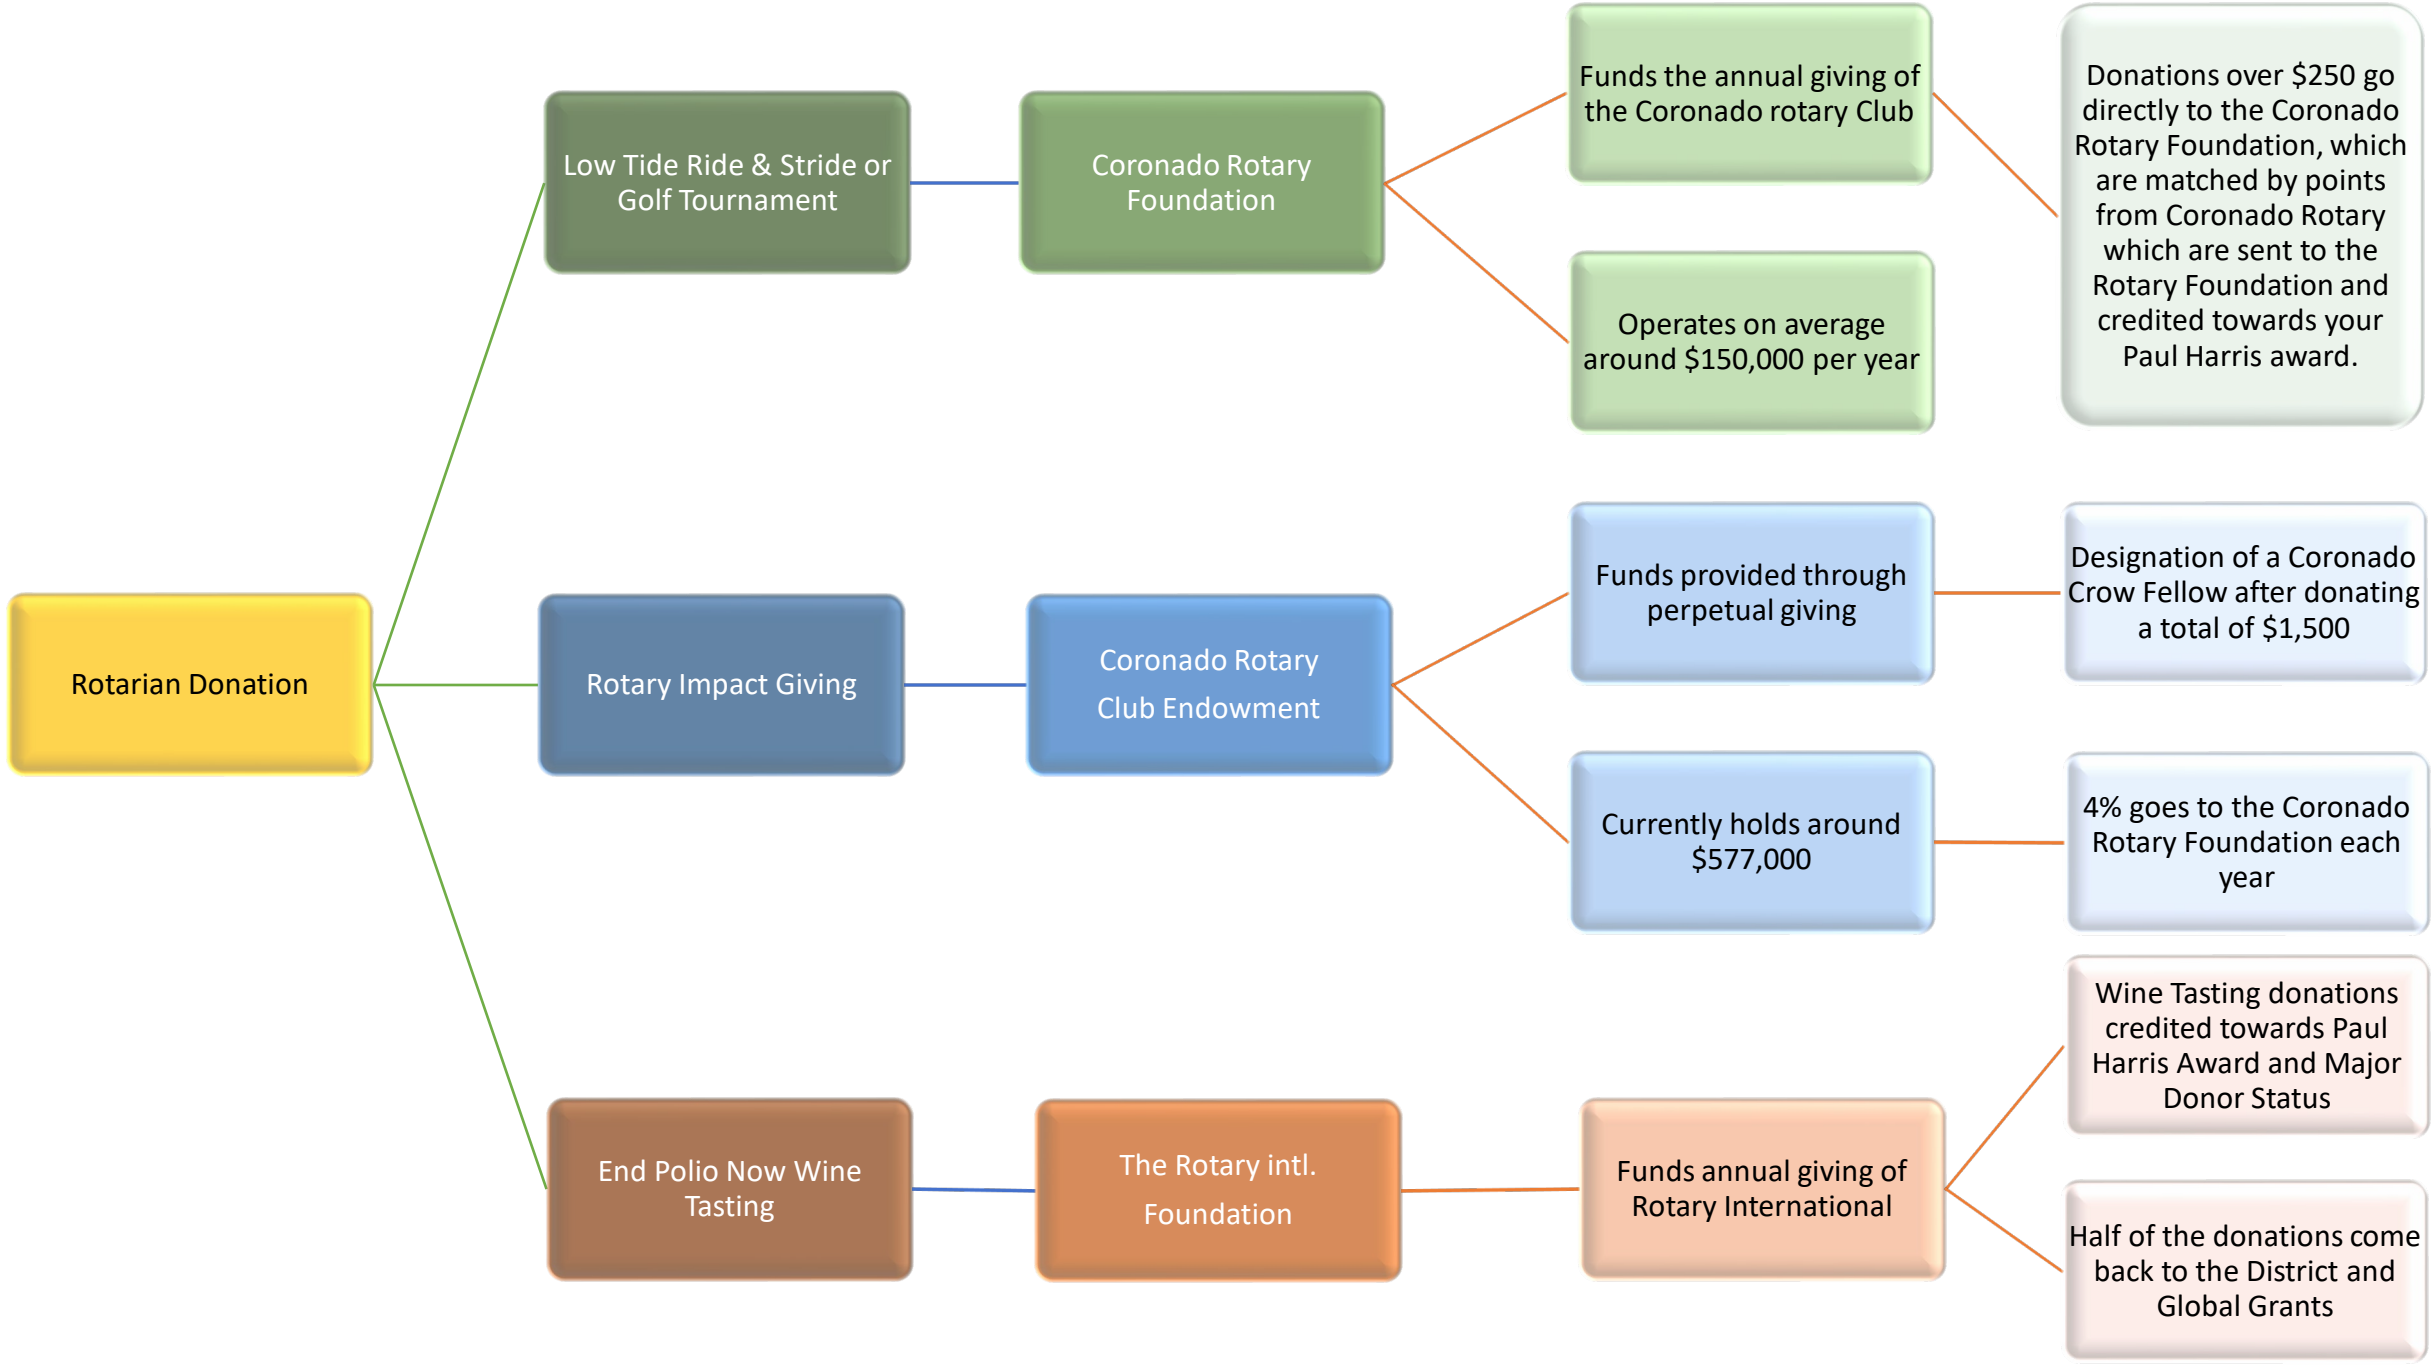 Rotarian Donation
Low Tide Ride & Stride or
Golf Tournament
Coronado Rotary
Foundation
Funds the annual giving of
the Coronado rotary Club
Donations over $250 go
directly to the Coronado
Rotary Foundation, which
are matched by points
from Coronado Rotary
which are sent to the
Rotary Foundation and
credited towards your
Paul Harris award.
Operates on average
around $150,000 per year
Rotary Impact Giving
Coronado Rotary
Club Endowment
Funds provided through
perpetual giving
Designation of a Coronado
Crow Fellow after donating
a total of $1,500
Currently holds around
$577,000
4% goes to the Coronado
Rotary Foundation each
year
End Polio Now Wine
Tasting
The Rotary intl.
Foundation
Funds annual giving of
Rotary International
Wine Tasting donations
credited towards Paul
Harris Award and Major
Donor Status
Half of the donations come
back to the District and
Global Grants